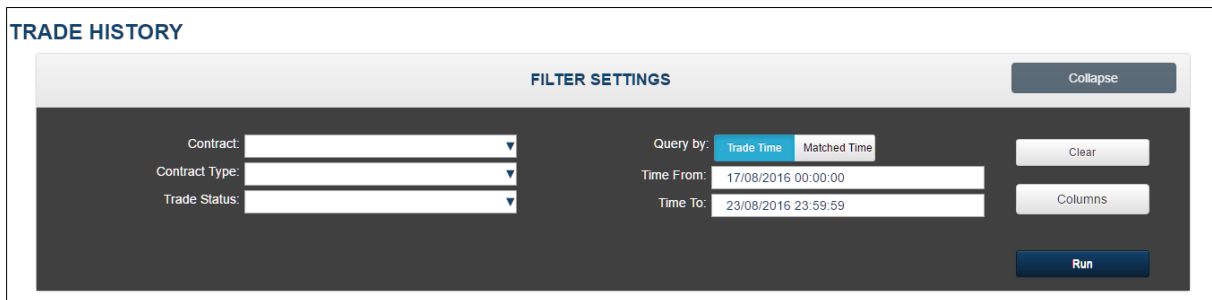 TRADE HISTORY
FILTER SETTINGS
Collapse
Contract:
Contract Type:
Trade Status:
Query by: Trade Time Matched Time
Time From: 17/08/2016 00:00:00
Time To: 23/08/2016 23:59:59
Clear
Columns
Run